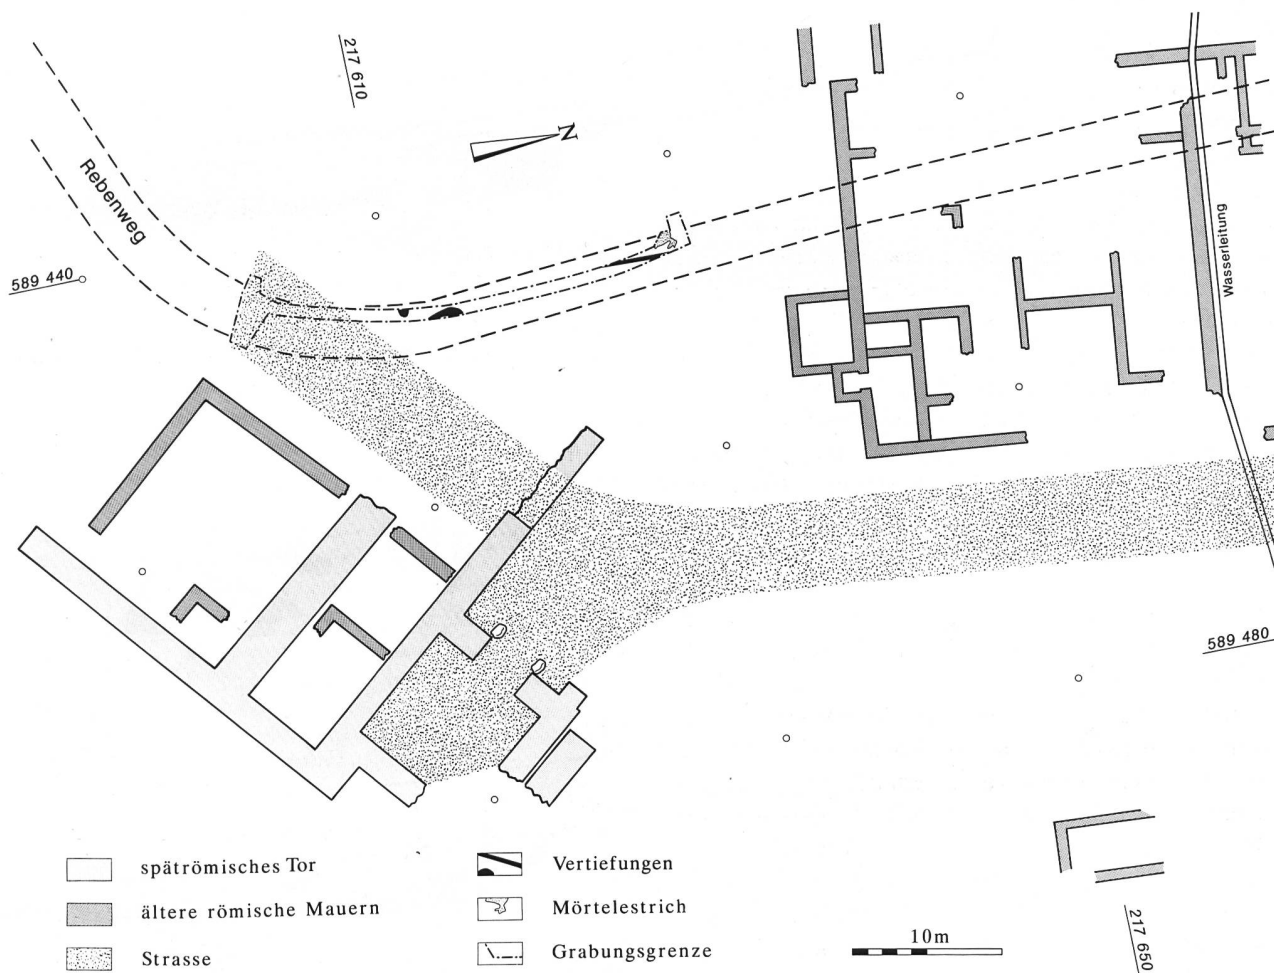 217 610
N
Rebenweg
589 440
Wasserleitung
589 480
spätrömisches Tor
ältere römische Mauern
Strasse
Vertiefungen
Mörtelestrich
Grabungsgrenze
10m
217 650